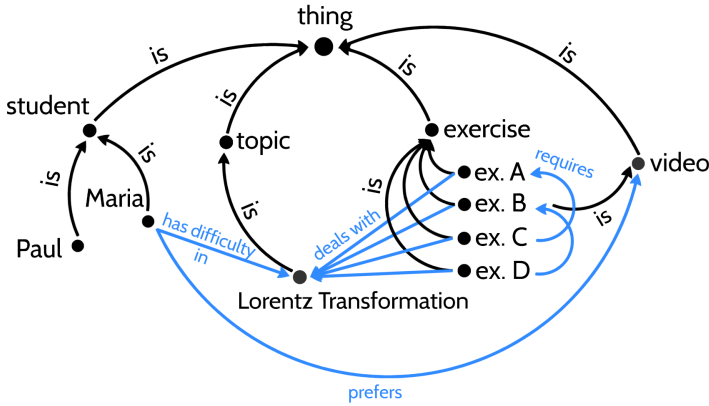 thing
is
is
is
is
student
topic
exercise
video
is
is
is
is
is
Maria
Paul
ex. A
ex. B
ex. C
ex. D
requires
deals with
has difficulty
in
Lorentz Transformation
prefers